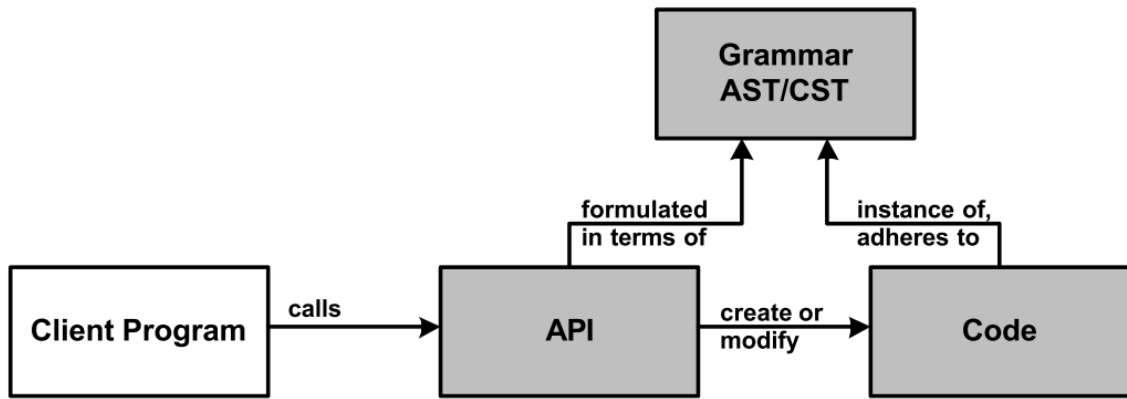 Grammar
AST/CST
formulated
in terms of
instance of,
adheres to
Client Program
calls
API
create or
modify
Code